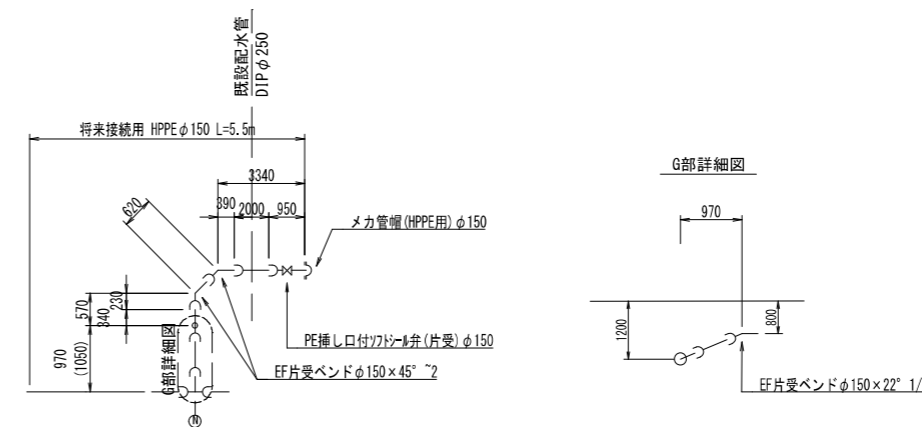 既設配水管
DIPφ250
将来接続用 HPPEφ150 L=5.5m
3340
390
2000
950
620
メカ管帽(HPPE用)φ150
570
230
340
970
(1050)
G部詳細図
PE挿し口付ソフトシール弁(片受)φ150
EF片受ベンドφ150×45°~2
N
G部詳細図
970
1200
800
EF片受ベンドφ150×22° 1/